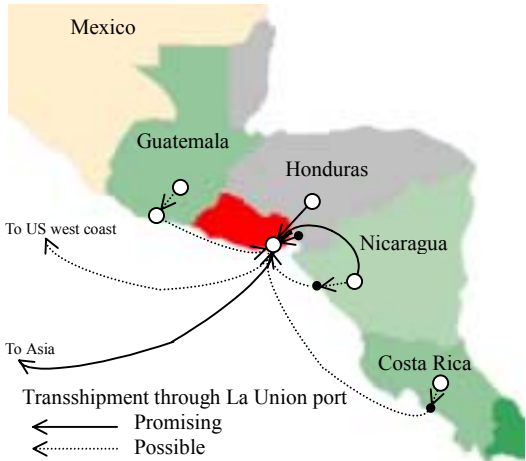 Mexico
Guatemala
Honduras
To US west coast
Nicaragua
To Asia
Costa Rica
Transshipment through La Union port
Promising
Possible